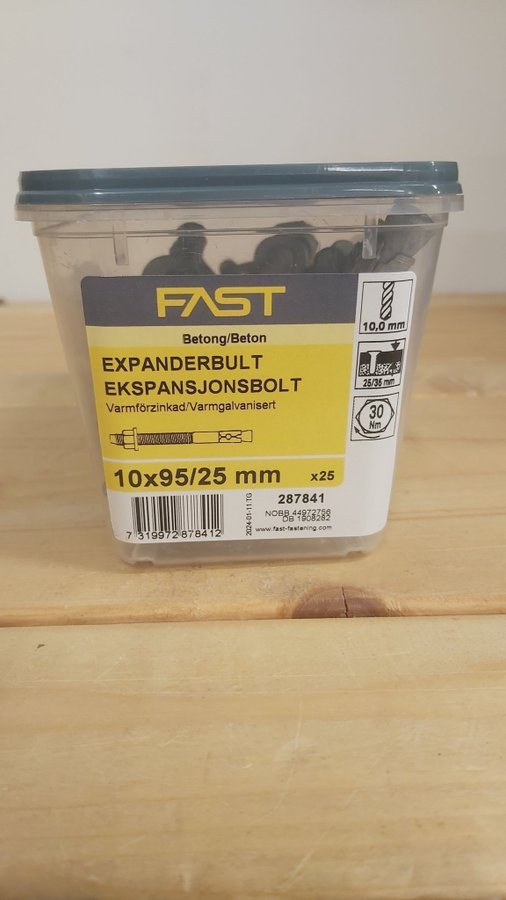 FAST
Betong/Beton
EXPANDERBULT
EKSPANSJONSBOLT
Varmförzinkad/Varmgalvanisert
10x95/25 mm x25
10,0 mm
25/35 mm
30
Nm
7 319972 878412
2024-01-11 TG
287841
NOBB 44972756
DB 1908282
www.fast-fastening.com